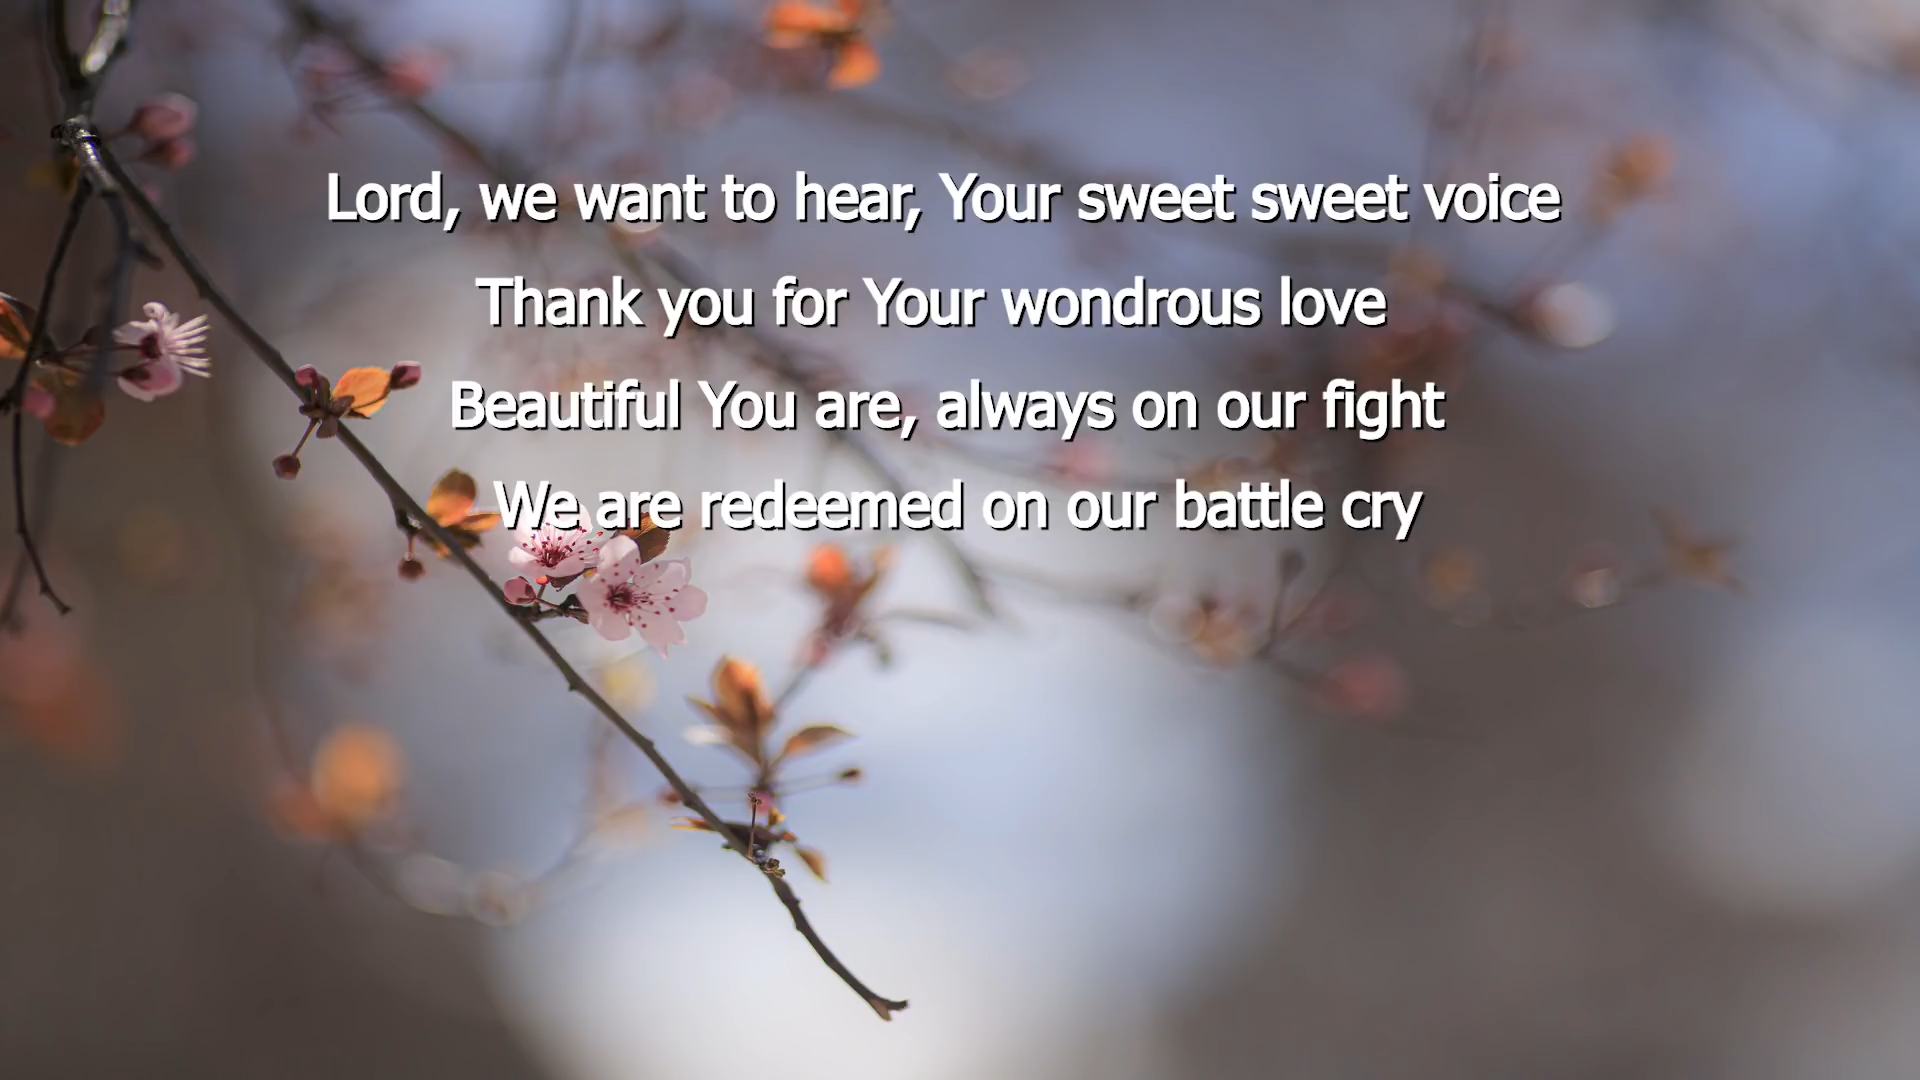 Lord, we want to hear, Your sweet sweet voice
Thank you for Your wondrous love
Beautiful You are, always on our fight
We are redeemed on our battle cry